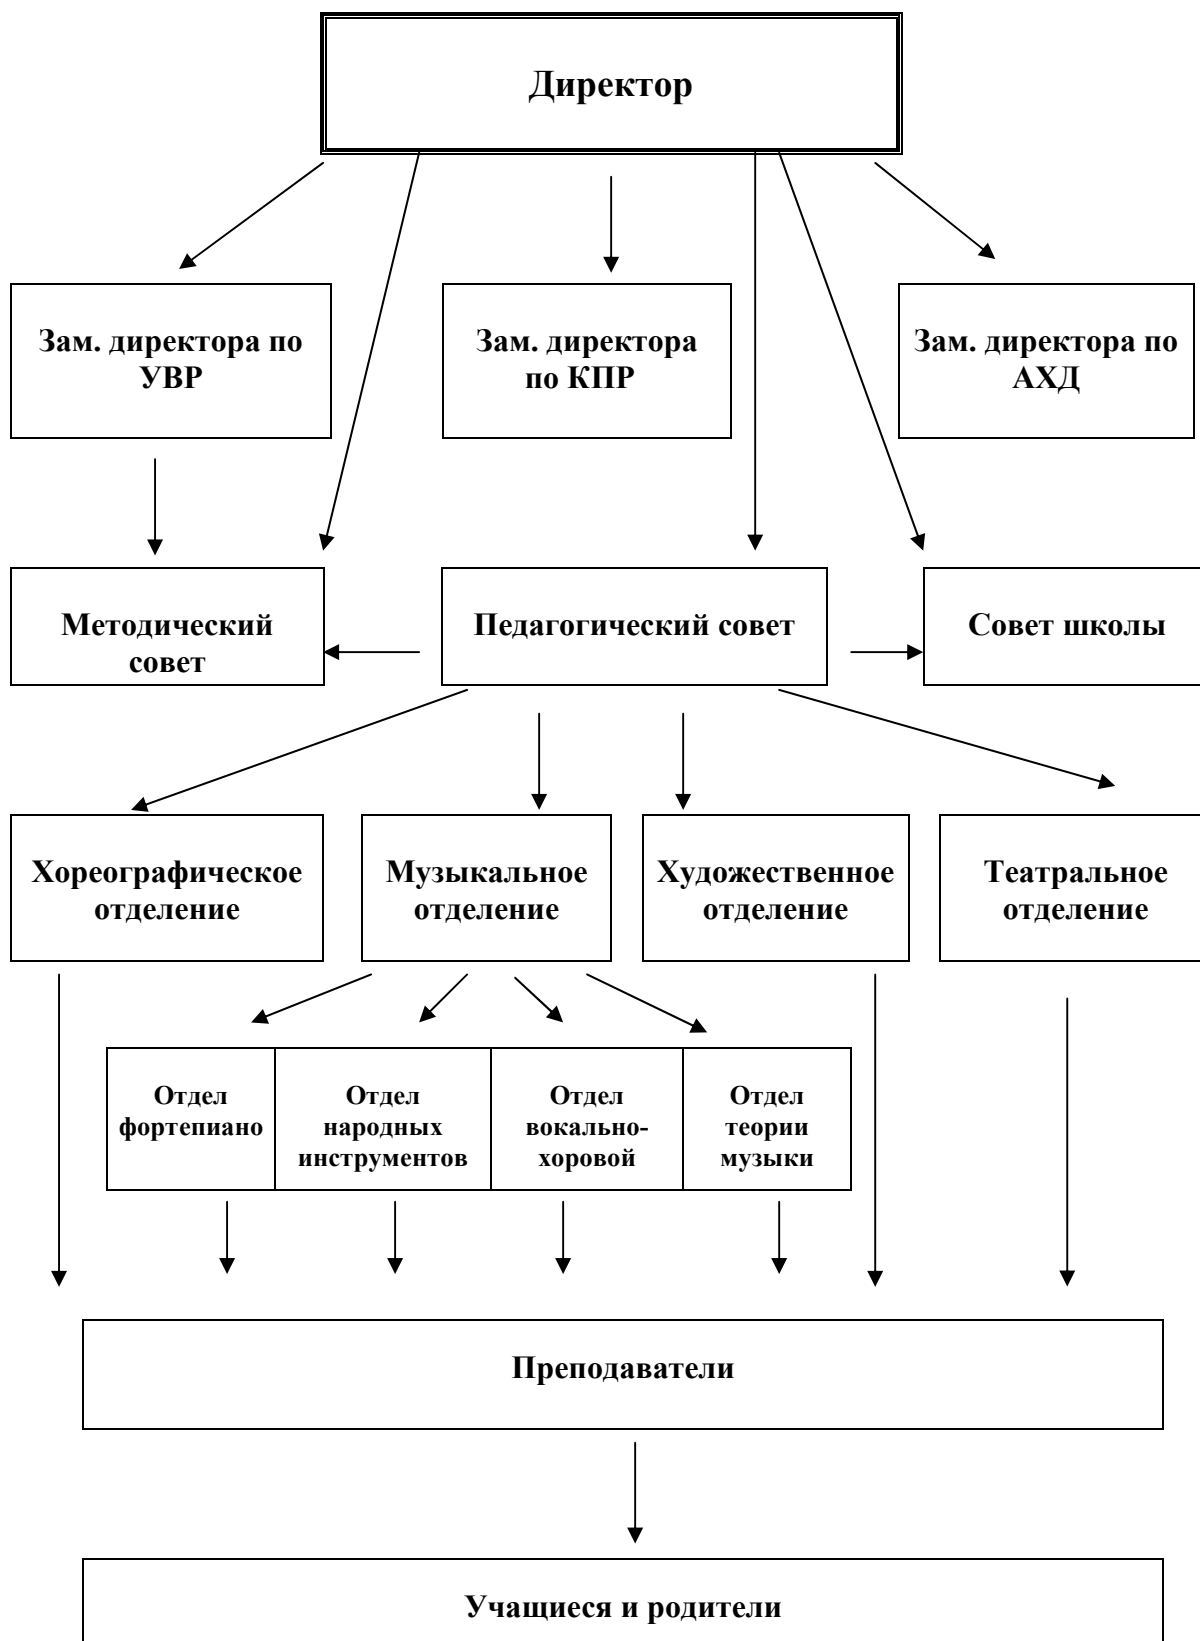 Директор
Зам. директора по
УВР
Зам. директора
по КПР
Зам. директора по
АХД
Методический
совет
Педагогический совет
Совет школы
Хореографическое
отделение
Музыкальное
отделение
Художественное
отделение
Театральное
отделение
Отдел
фортепиано
Отдел
народных
инструментов
Отдел
вокально-
хоровой
Отдел
теории
музыки
Преподаватели
Учащиеся и родители